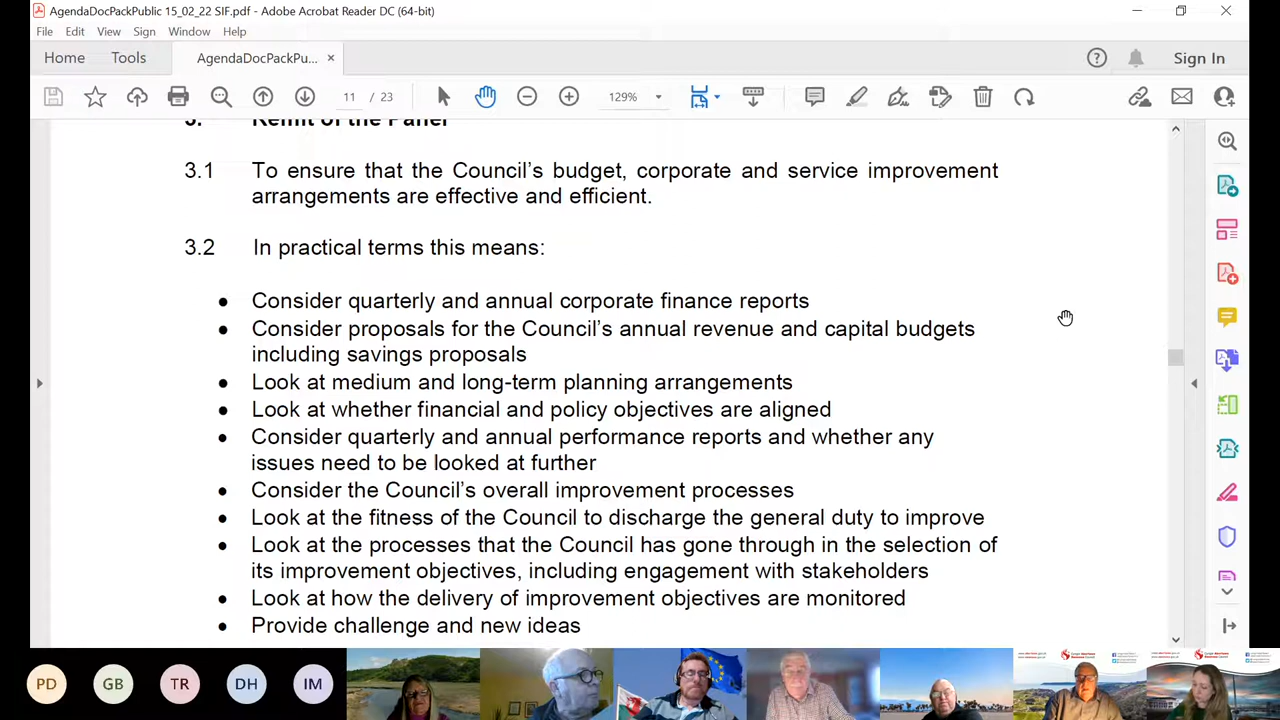 AgendaDocPackPublic 15_02_22 SIF.pdf - Adobe Acrobat Reader DC (64-bit)
File Edit View Sign Window Help
Home Tools AgendaDocPackPu... × Sign In
11 / 23 129%
3. Remit of the Panel
3.1 To ensure that the Council's budget, corporate and service improvement
arrangements are effective and efficient.
3.2 In practical terms this means:
• Consider quarterly and annual corporate finance reports
• Consider proposals for the Council's annual revenue and capital budgets
including savings proposals
• Look at medium and long-term planning arrangements
• Look at whether financial and policy objectives are aligned
• Consider quarterly and annual performance reports and whether any
issues need to be looked at further
• Consider the Council's overall improvement processes
• Look at the fitness of the Council to discharge the general duty to improve
• Look at the processes that the Council has gone through in the selection of
its improvement objectives, including engagement with stakeholders
• Look at how the delivery of improvement objectives are monitored
• Provide challenge and new ideas
PD GB TR DH IM